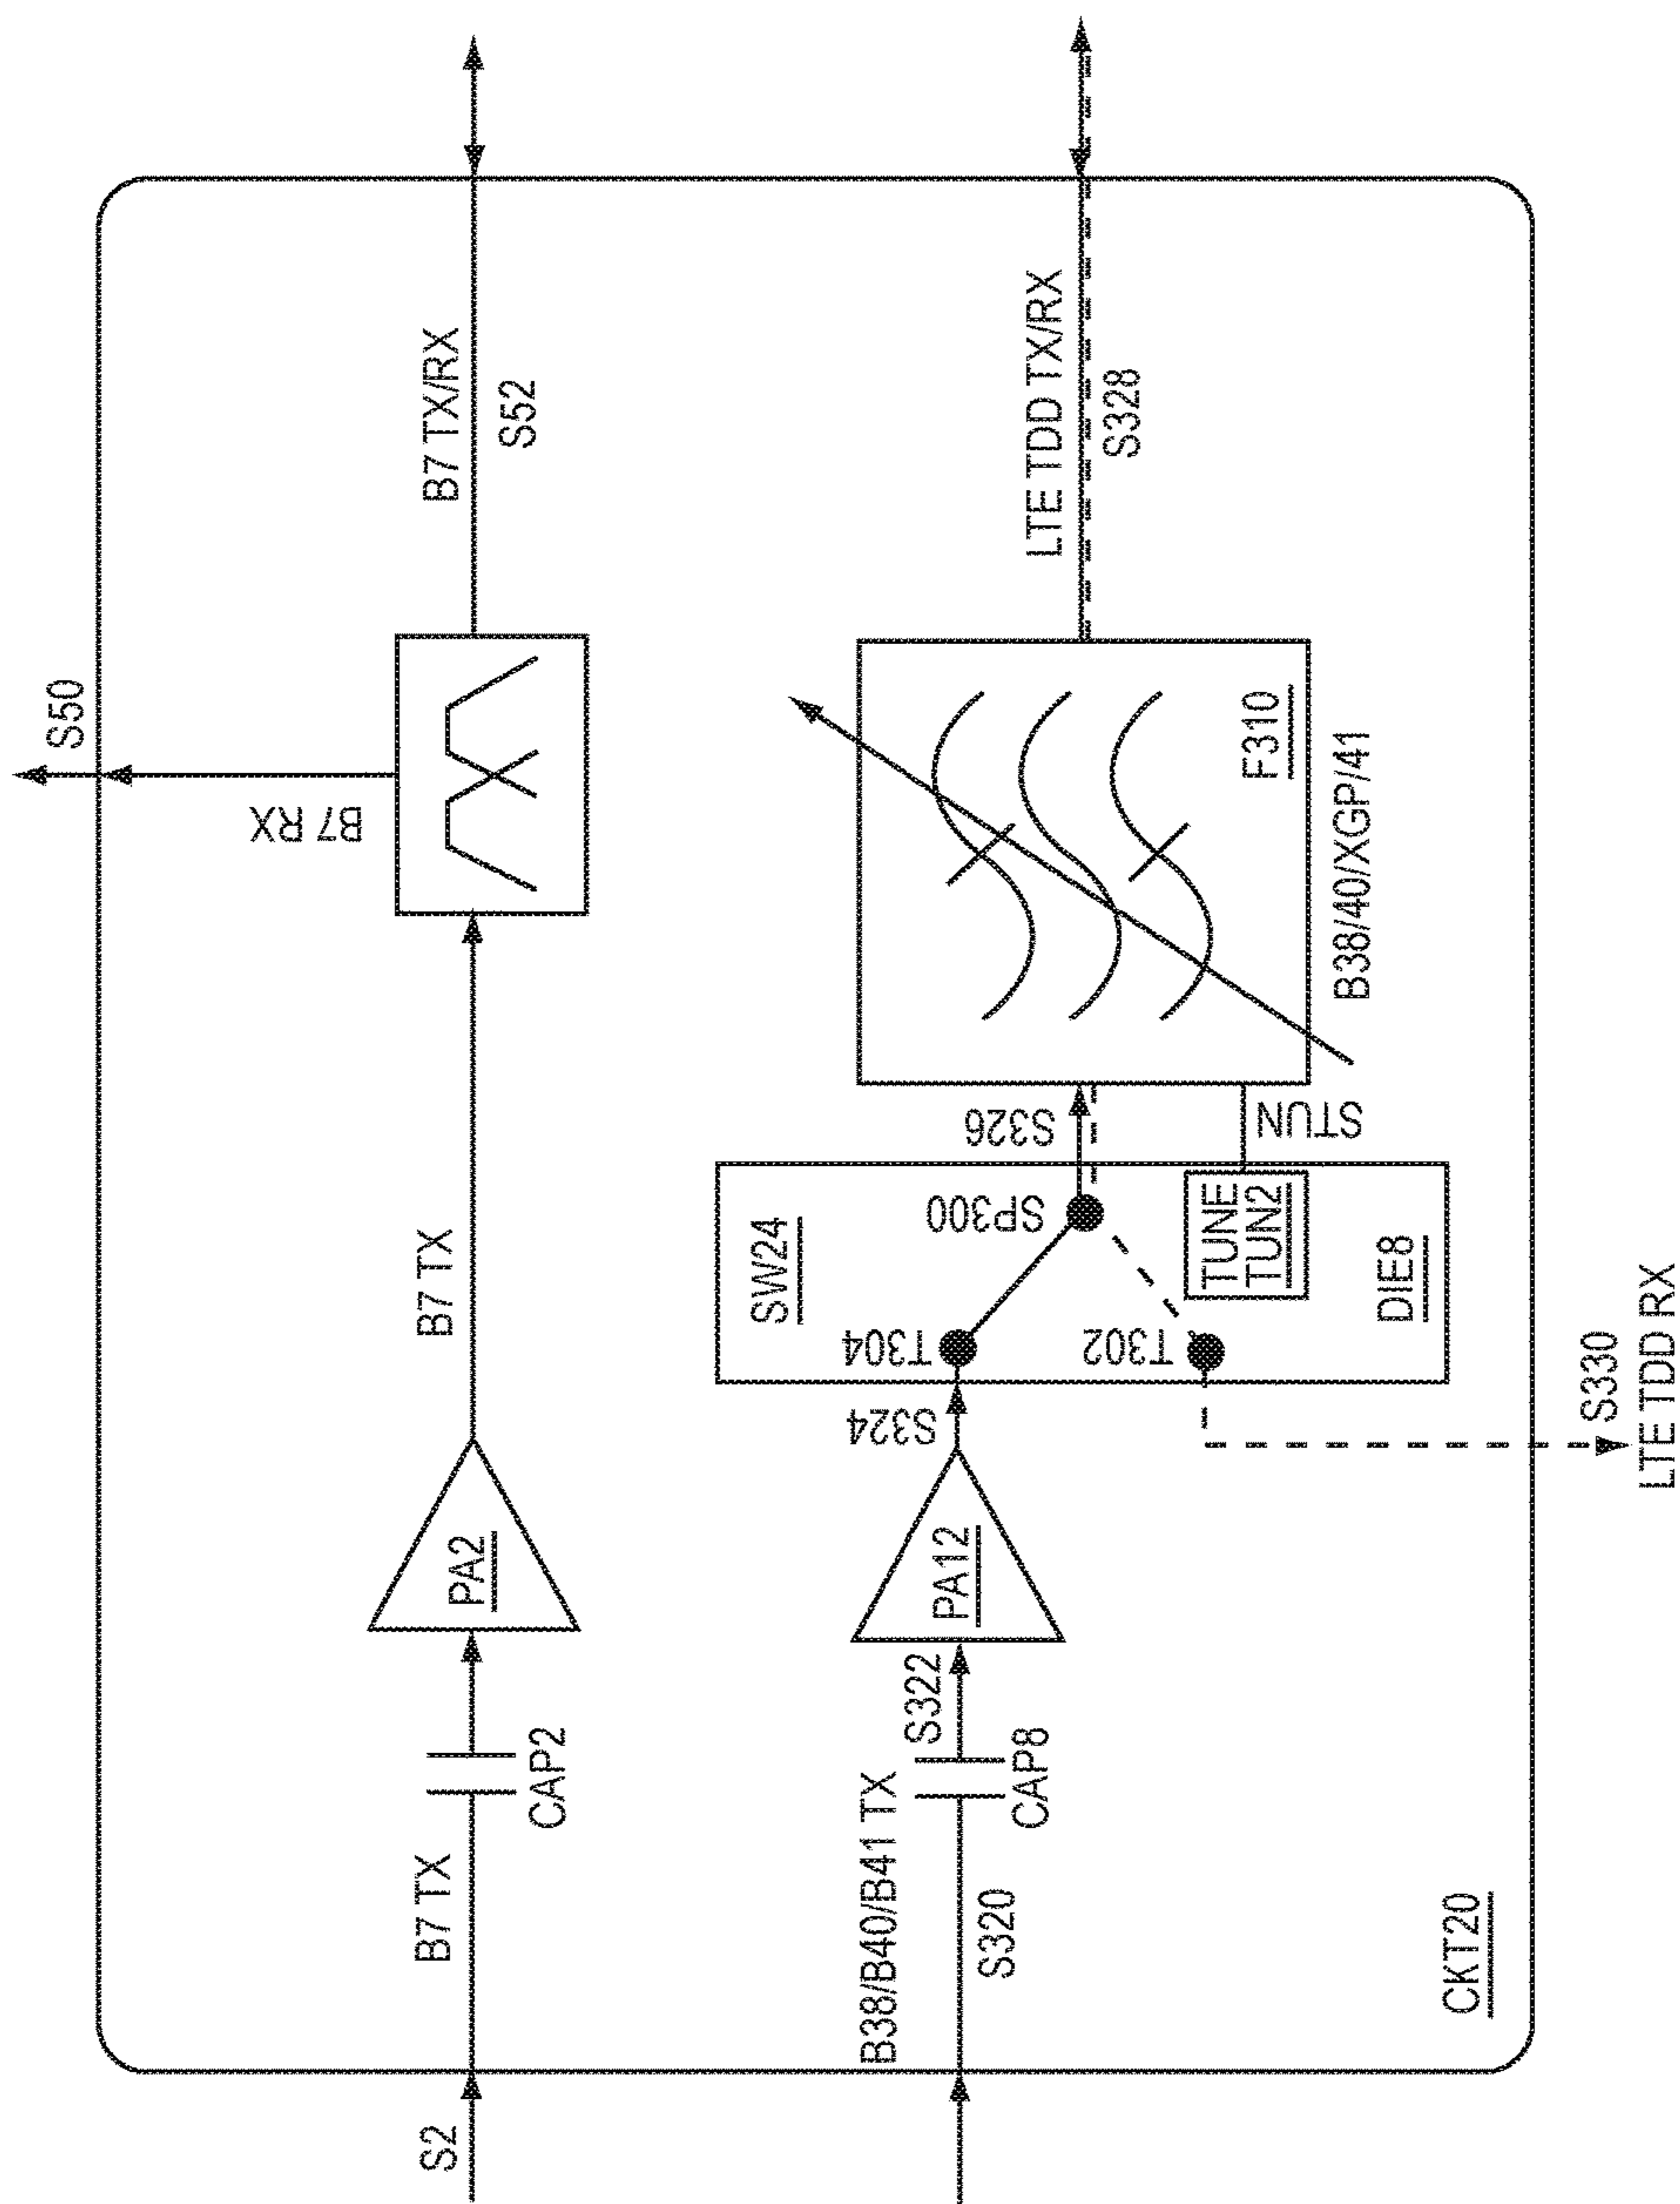 S2
B7 TX
CAP2
PA2
B7 TX
B7 RX
S50
B7 TX/RX
S52
B38/B40/B41 TX
S320
S322
CAP8
PA12
S324
SW24
T304
SP300
T302
TUNE
TUN2
DIE8
S326
STUN
F310
B38/40/XGP/41
LTE TDD TX/RX
S328
S330
LTE TDD RX
CKT20